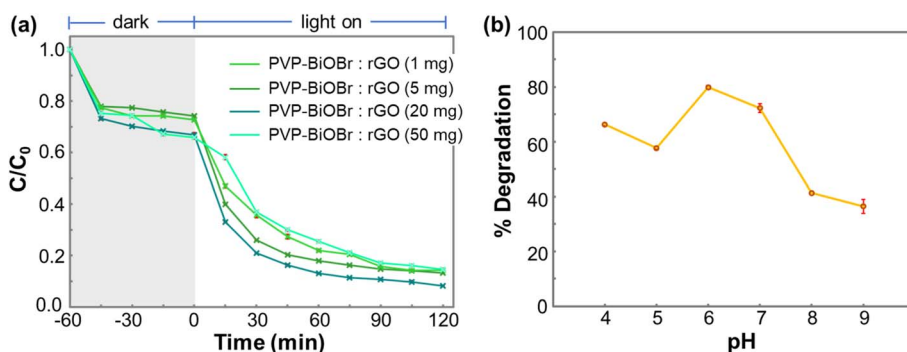 dark light on
(a)
1.0
0.8
0.6
0.4
0.2
0.0
C/C0
-60 -30 0 30 60 90 120
Time (min)
PVP-BiOBr : rGO (1 mg)
PVP-BiOBr : rGO (5 mg)
PVP-BiOBr : rGO (20 mg)
PVP-BiOBr : rGO (50 mg)
(b)
100
80
60
40
20
0
% Degradation
4 5 6 7 8 9
pH